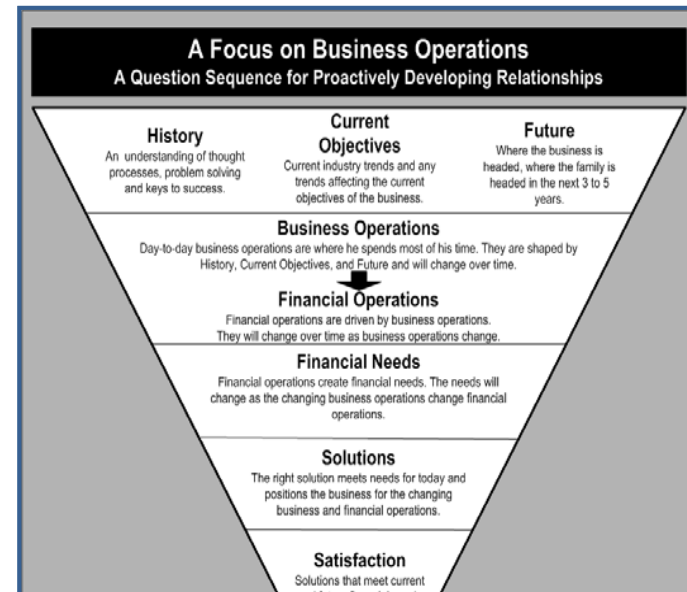 A Focus on Business Operations
A Question Sequence for Proactively Developing Relationships
History
An understanding of thought
processes, problem solving
and keys to success.
Current
Objectives
Current industry trends and any
trends affecting the current
objectives of the business.
Future
Where the business is
headed, where the family is
headed in the next 3 to 5
years.
Business Operations
Day-to-day business operations are where he spends most of his time. They are shaped by
History, Current Objectives, and Future and will change over time.
Financial Operations
Financial operations are driven by business operations.
They will change over time as business operations change.
Financial Needs
Financial operations create financial needs. The needs will
change as the changing business operations change financial
operations.
Solutions
The right solution meets needs for today and
positions the business for the changing
business and financial operations.
Satisfaction
Solutions that meet current